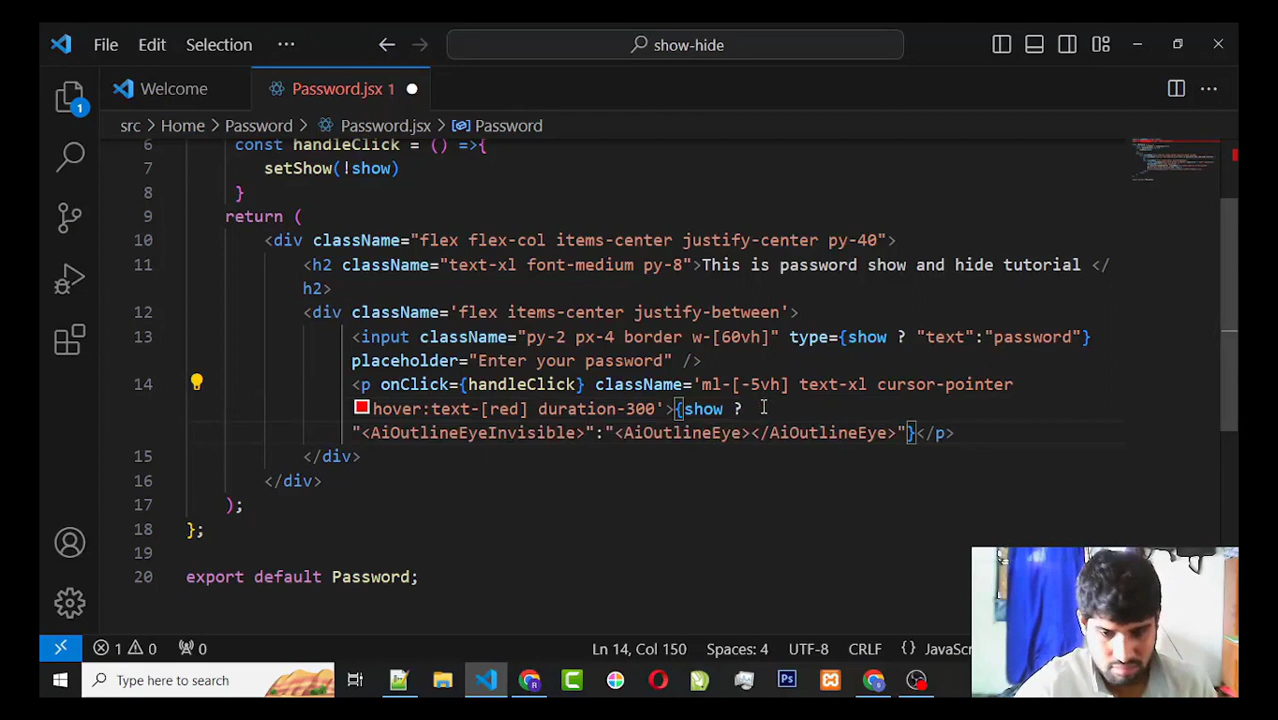 File Edit Selection ··· show-hide
Welcome Password.jsx 1
1
src > Home > Password > Password.jsx > Password
6 const handleClick = () =>{
7 setShow(!show)
8 }
9 return (
10 <div className="flex flex-col items-center justify-center py-40">
11 <h2 className="text-xl font-medium py-8">This is password show and hide tutorial </
h2>
12 <div className='flex items-center justify-between'>
13 <input className="py-2 px-4 border w-[60vh]" type={show ? "text":"password"}
placeholder="Enter your password" />
14 <p onClick={handleClick} className='ml-[-5vh] text-xl cursor-pointer
hover:text-[red] duration-300'>{show ?
"<AiOutlineEyeInvisible>":"<AiOutlineEye></AiOutlineEye>"}</p>
15 </div>
16 </div>
17 );
18 };
19
20 export default Password;
1 0 0 Ln 14, Col 150 Spaces: 4 UTF-8 CRLF {} JavaS
Type here to search